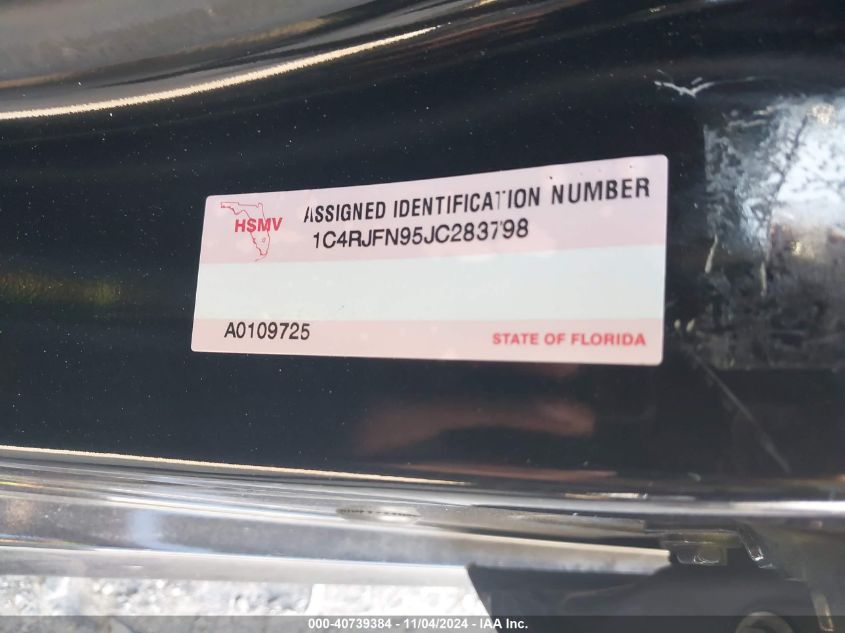 HSMV
ASSIGNED IDENTIFICATION NUMBER
1C4RJFN95JC283798
A0109725
STATE OF FLORIDA
000-40739384 - 11/04/2024 - IAA Inc.